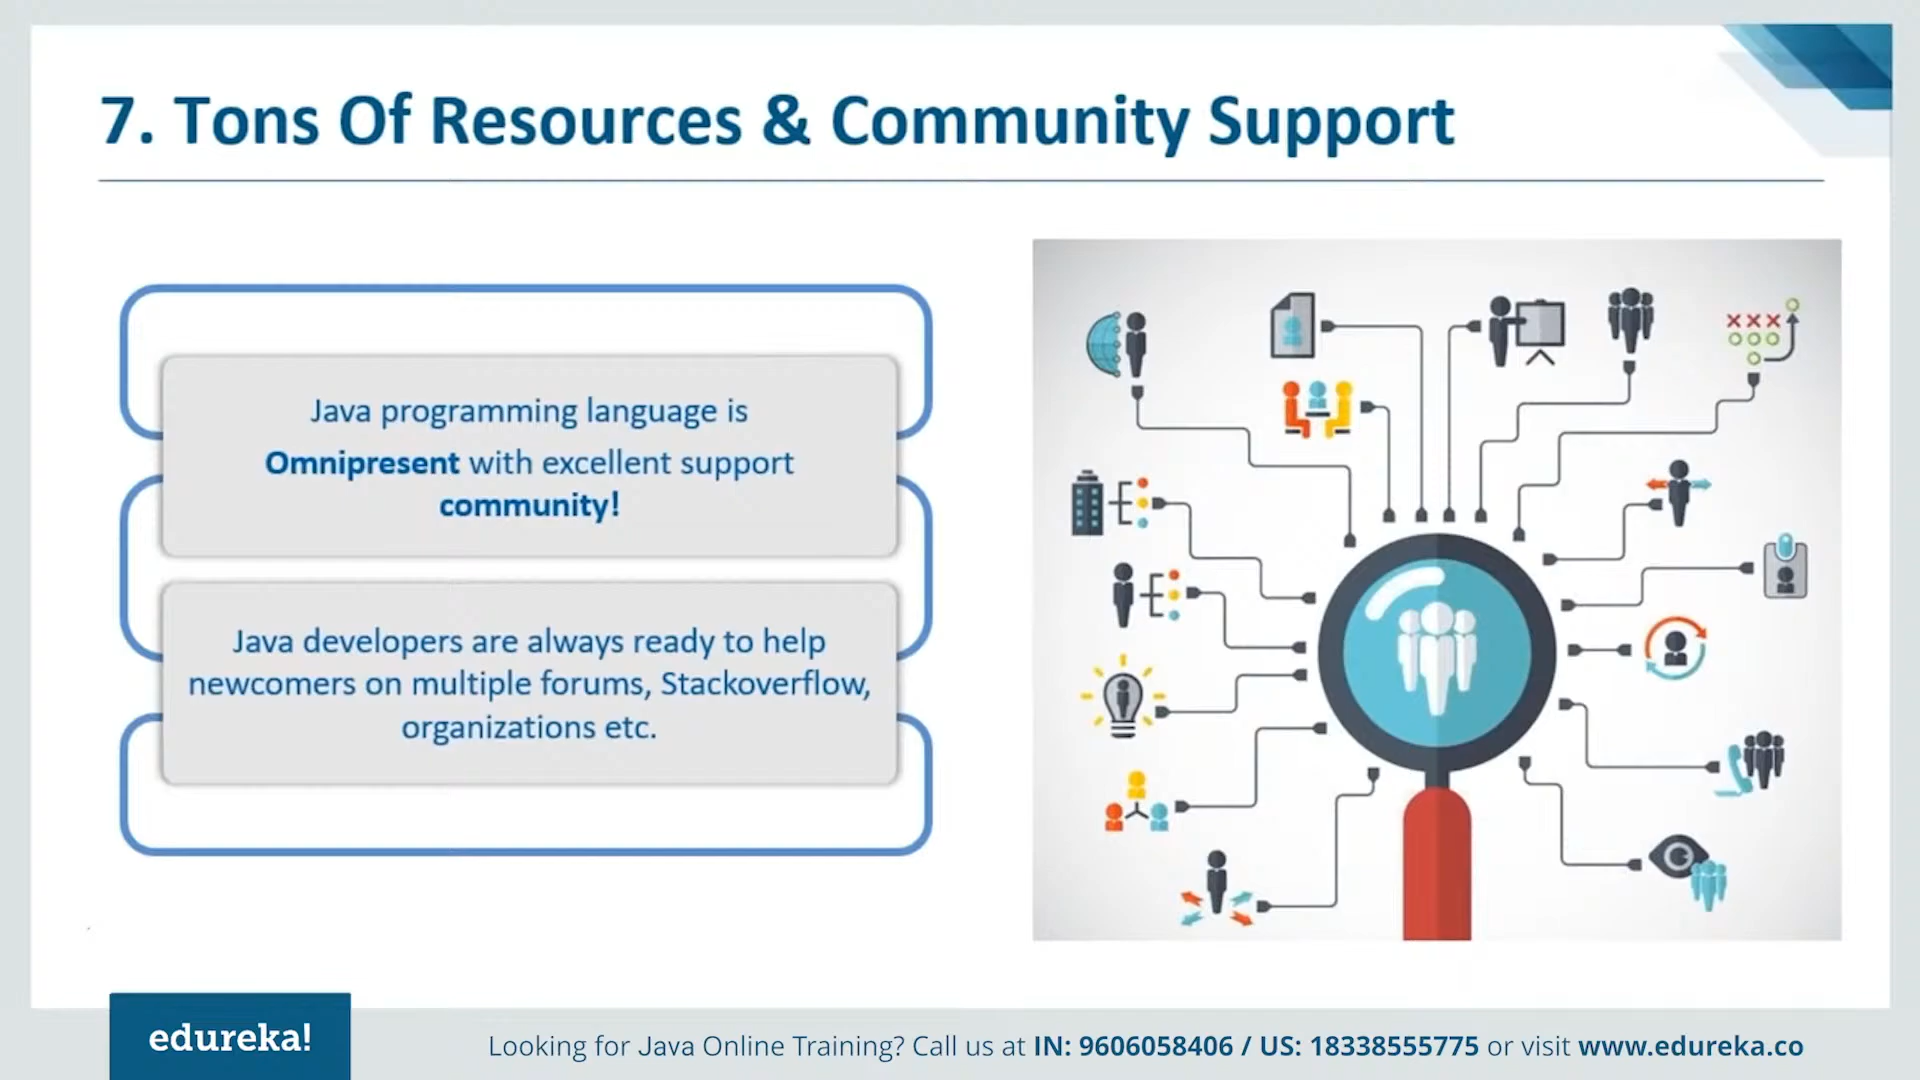 7. Tons Of Resources & Community Support
Java programming language is
Omnipresent with excellent support
community!
Java developers are always ready to help
newcomers on multiple forums, Stackoverflow,
organizations etc.
edureka!
Looking for Java Online Training? Call us at IN: 9606058406 / US: 18338555775 or visit www.edureka.co